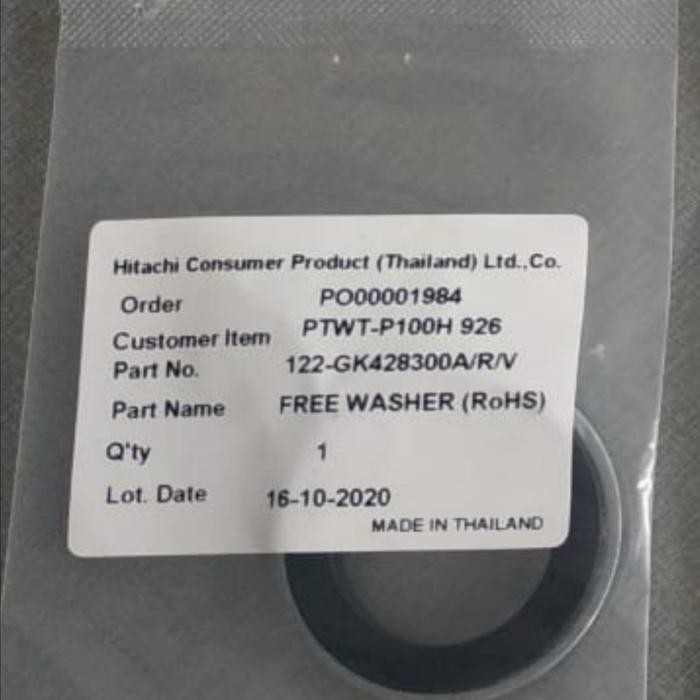 Hitachi Consumer Product (Thailand) Ltd.,Co.
Order PO00001984
Customer Item PTWT-P100H 926
Part No. 122-GK428300A/R/V
Part Name FREE WASHER (RoHS)
Q'ty 1
Lot. Date 16-10-2020
MADE IN THAILAND